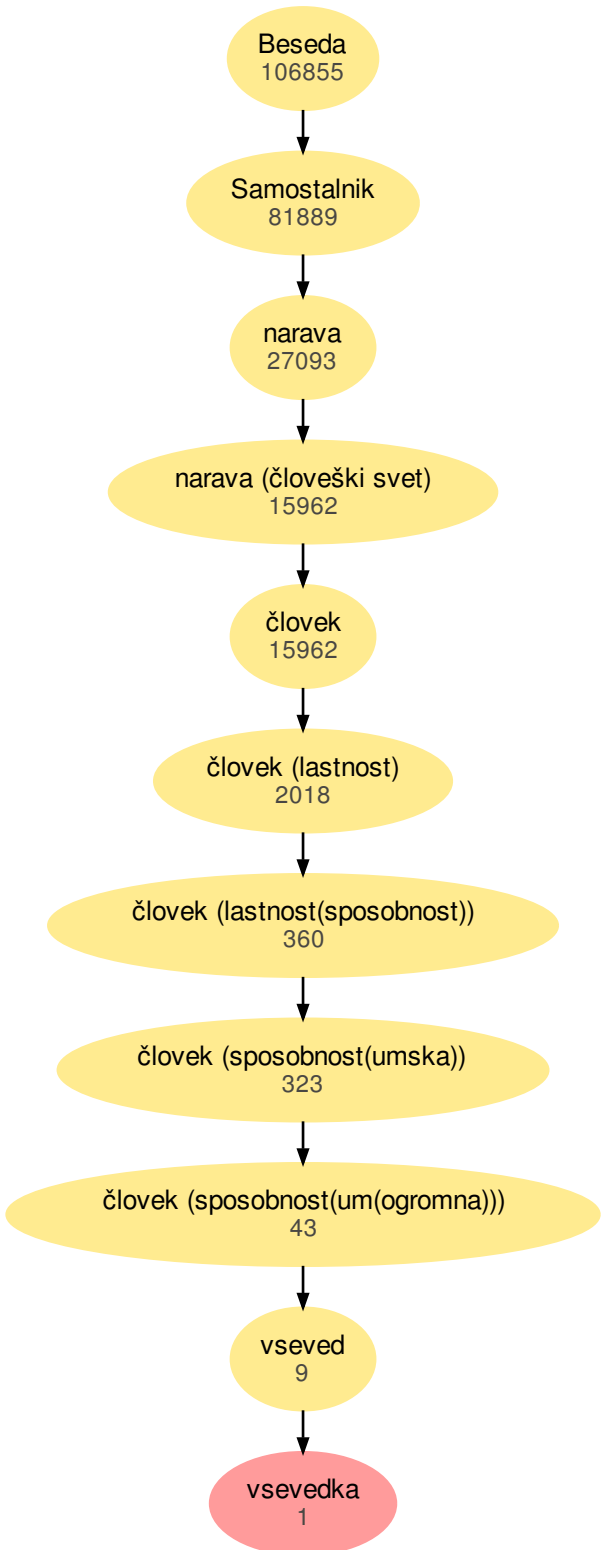 Beseda
106855
Samostalnik
81889
narava
27093
narava (človeški svet)
15962
človek
15962
človek (lastnost)
2018
človek (lastnost(sposobnost))
360
človek (sposobnost(umska))
323
človek (sposobnost(um(ogromna)))
43
vseved
9
vsevedka
1